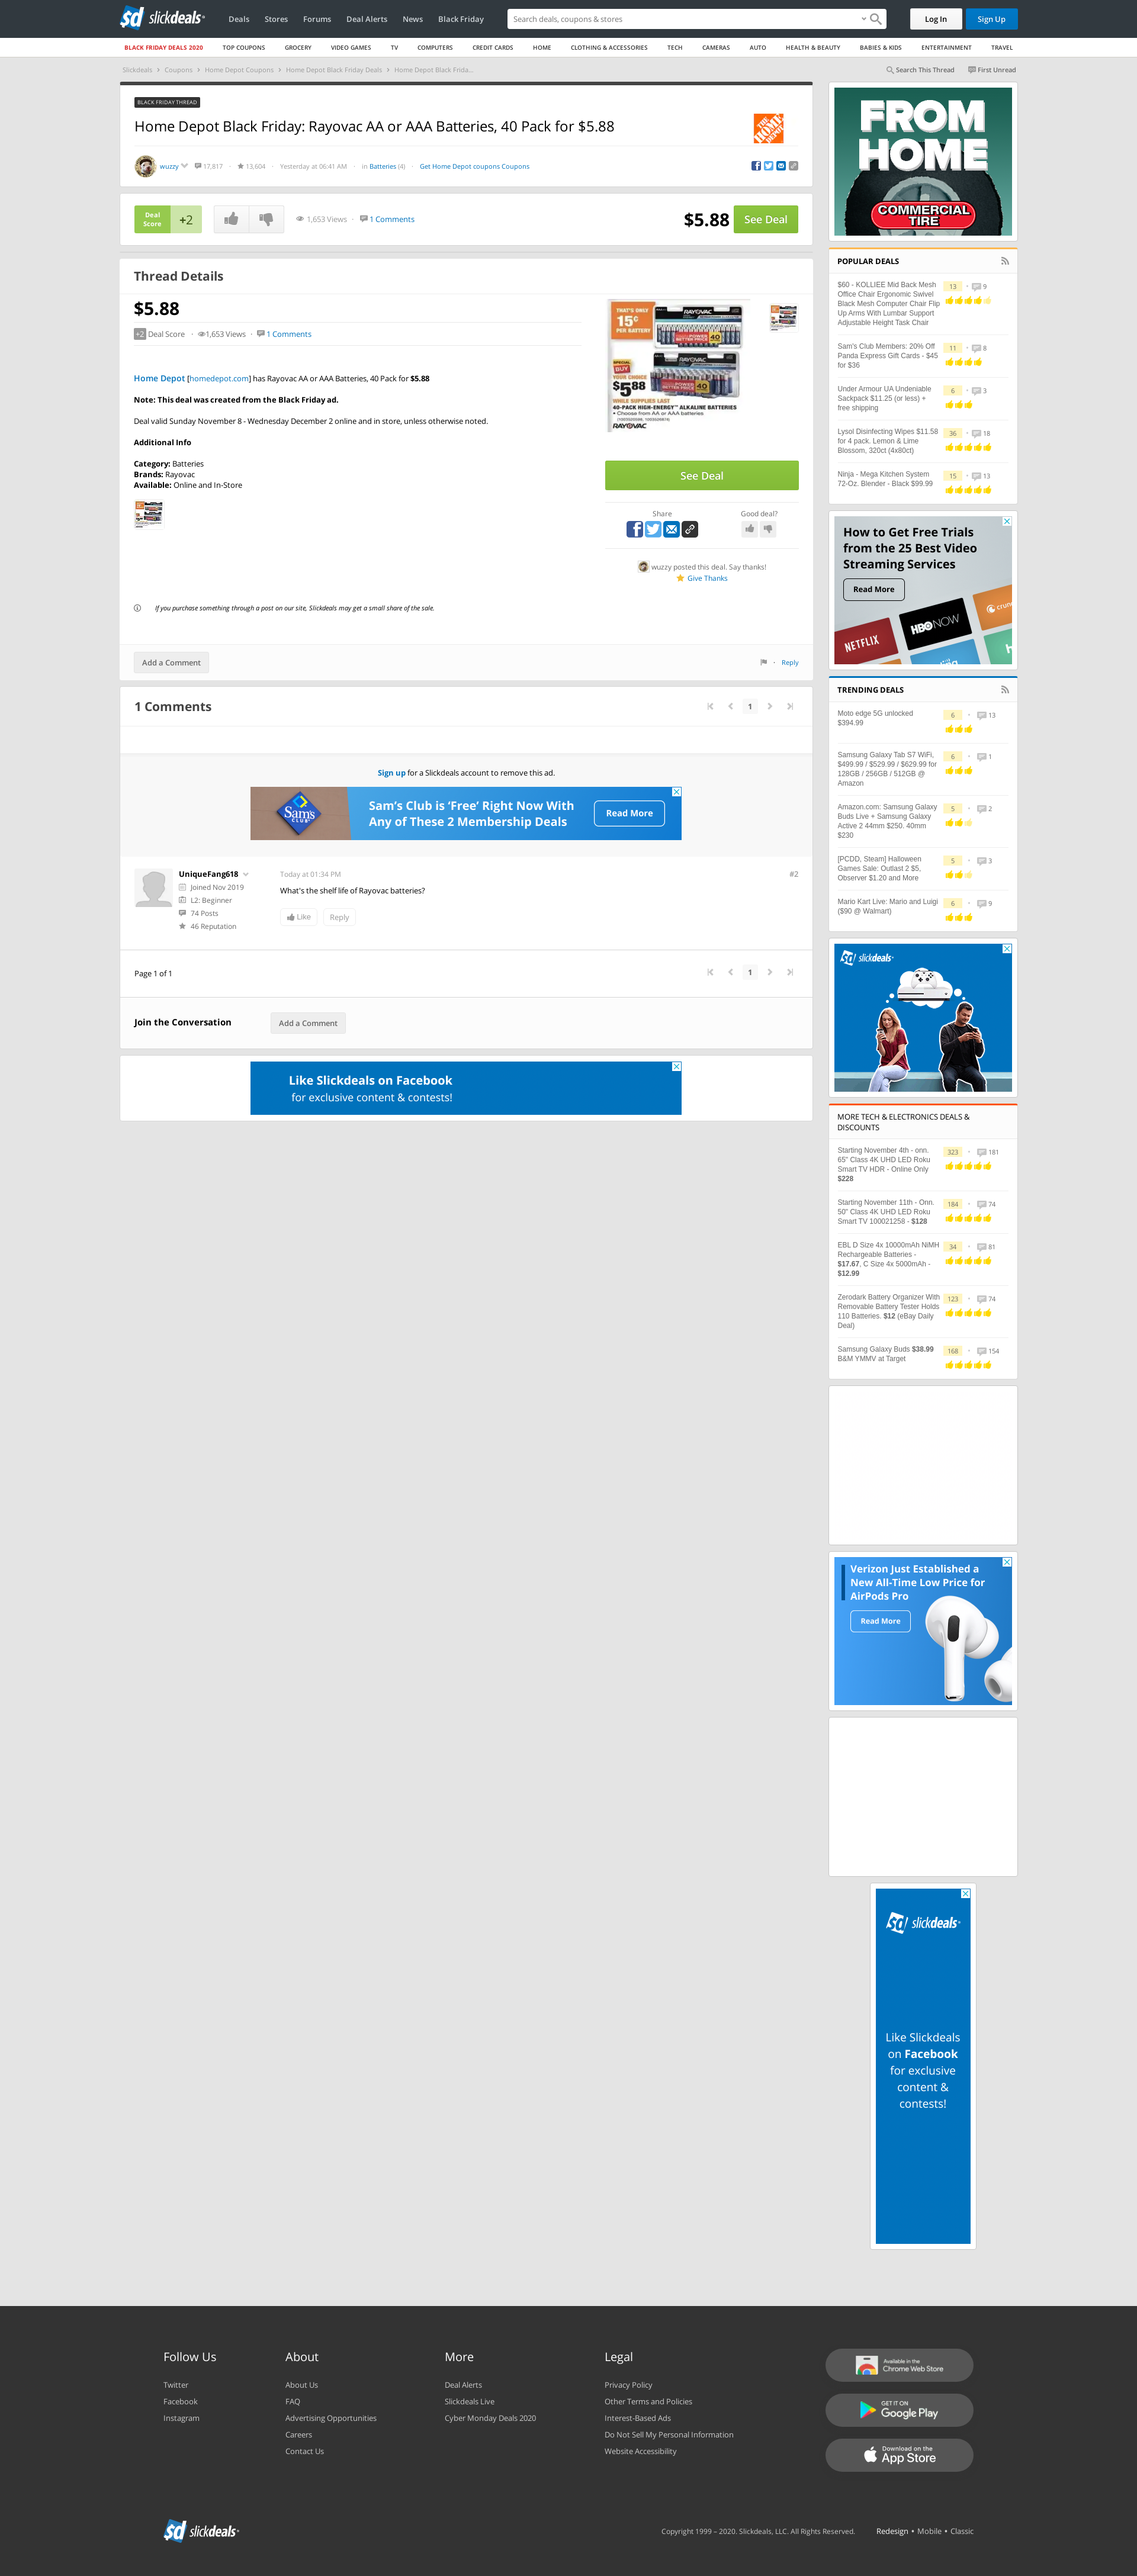 slickdeals
Deals Stores Forums Deal Alerts News Black Friday
Search deals, coupons & stores
Log In Sign Up
BLACK FRIDAY DEALS 2020 TOP COUPONS GROCERY VIDEO GAMES TV COMPUTERS CREDIT CARDS HOME CLOTHING & ACCESSORIES TECH CAMERAS AUTO HEALTH & BEAUTY BABIES & KIDS ENTERTAINMENT TRAVEL
Slickdeals > Coupons > Home Depot Coupons > Home Depot Black Friday Deals > Home Depot Black Frida...
Search This Thread First Unread
BLACK FRIDAY THREAD
Home Depot Black Friday: Rayovac AA or AAA Batteries, 40 Pack for $5.88
THE HOME DEPOT
wuzzy 17,817 · 13,604 · Yesterday at 06:41 AM · in Batteries (4) · Get Home Depot coupons Coupons
Deal Score +2
1,653 Views · 1 Comments
$5.88 See Deal
Thread Details
$5.88
+2 Deal Score · 1,653 Views · 1 Comments
Home Depot [homedepot.com] has Rayovac AA or AAA Batteries, 40 Pack for $5.88
Note: This deal was created from the Black Friday ad.
Deal valid Sunday November 8 - Wednesday December 2 online and in store, unless otherwise noted.
Additional Info
Category: Batteries
Brands: Rayovac
Available: Online and In-Store
THAT'S ONLY
15¢
PER BATTERY
RAYOVAC
SPECIAL BUY
YOUR CHOICE
$5.88
WHILE SUPPLIES LAST
40-PACK HIGH-ENERGY™ ALKALINE BATTERIES
• Choose from AA or AAA batteries
RAYOVAC
See Deal
Share
Good deal?
wuzzy posted this deal. Say thanks!
Give Thanks
If you purchase something through a post on our site, Slickdeals may get a small share of the sale.
Add a Comment
· Reply
1 Comments
1
Sign up for a Slickdeals account to remove this ad.
Sam's CLUB
Sam's Club is 'Free' Right Now With
Any of These 2 Membership Deals
Read More
UniqueFang618
Joined Nov 2019
L2: Beginner
74 Posts
46 Reputation
Today at 01:34 PM
#2
What's the shelf life of Rayovac batteries?
Like Reply
Page 1 of 1
1
Join the Conversation
Add a Comment
Like Slickdeals on Facebook
for exclusive content & contests!
FROM
HOME
COMMERCIAL
TIRE
POPULAR DEALS
$60 - KOLLIEE Mid Back Mesh
Office Chair Ergonomic Swivel
Black Mesh Computer Chair Flip
Up Arms With Lumbar Support
Adjustable Height Task Chair
13 · 9
Sam's Club Members: 20% Off
Panda Express Gift Cards - $45
for $36
11 · 8
Under Armour UA Undeniable
Sackpack $11.25 (or less) +
free shipping
6 · 3
Lysol Disinfecting Wipes $11.58
for 4 pack. Lemon & Lime
Blossom, 320ct (4x80ct)
36 · 18
Ninja - Mega Kitchen System
72-Oz. Blender - Black $99.99
15 · 13
How to Get Free Trials
from the 25 Best Video
Streaming Services
Read More
NETFLIX
HBO NOW
crunc
TRENDING DEALS
Moto edge 5G unlocked
$394.99
6 · 13
Samsung Galaxy Tab S7 WiFi,
$499.99 / $529.99 / $629.99 for
128GB / 256GB / 512GB @
Amazon
6 · 1
Amazon.com: Samsung Galaxy
Buds Live + Samsung Galaxy
Active 2 44mm $250. 40mm
$230
5 · 2
[PCDD, Steam] Halloween
Games Sale: Outlast 2 $5,
Observer $1.20 and More
5 · 3
Mario Kart Live: Mario and Luigi
($90 @ Walmart)
6 · 9
slickdeals
MORE TECH & ELECTRONICS DEALS &
DISCOUNTS
Starting November 4th - onn.
65" Class 4K UHD LED Roku
Smart TV HDR - Online Only
$228
323 · 181
Starting November 11th - Onn.
50" Class 4K UHD LED Roku
Smart TV 100021258 - $128
184 · 74
EBL D Size 4x 10000mAh NiMH
Rechargeable Batteries -
$17.67, C Size 4x 5000mAh -
$12.99
34 · 81
Zerodark Battery Organizer With
Removable Battery Tester Holds
110 Batteries. $12 (eBay Daily
Deal)
123 · 74
Samsung Galaxy Buds $38.99
B&M YMMV at Target
168 · 154
Verizon Just Established a
New All-Time Low Price for
AirPods Pro
Read More
slickdeals
Like Slickdeals
on Facebook
for exclusive
content &
contests!
Follow Us
Twitter
Facebook
Instagram
About
About Us
FAQ
Advertising Opportunities
Careers
Contact Us
More
Deal Alerts
Slickdeals Live
Cyber Monday Deals 2020
Legal
Privacy Policy
Other Terms and Policies
Interest-Based Ads
Do Not Sell My Personal Information
Website Accessibility
Available in the
Chrome Web Store
GET IT ON
Google Play
Download on the
App Store
slickdeals
Copyright 1999 – 2020. Slickdeals, LLC. All Rights Reserved. Redesign • Mobile • Classic